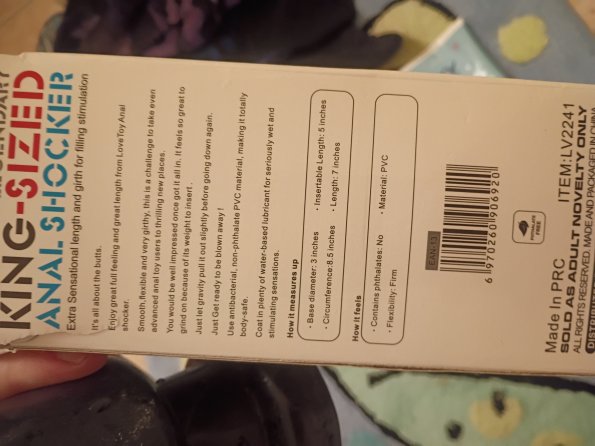 KING-SIZED
ANAL SHOCKER
Extra Sensational length and girth for filling stimulation
It's all about the butts.
Enjoy great full feeling and great length from LoveToy Anal
shocker.
Smooth, flexible and very girthy, this is a challenge to take even
advanced anal toy users to thrilling new places.
You would be well impressed once got it all in. It feels so great to
grind on because of its weight to insert .
Just let gravity pull it out slightly before going down again.
Just Get ready to be blown away !
Use antibacterial, non-phthalate PVC material, making it totally
body-safe.
Coat in plenty of water-based lubricant for seriously wet and
stimulating sensations.
How it measures up
· Base diameter: 3 inches · Insertable Length: 5 inches
· Circumference:8.5 inches · Length: 7 inches
How it feels
· Contains phthalates: No · Material: PVC
· Flexibility: Firm
EAN-13
6 970260 906920
PHTHALATE
FREE
Made In PRC ITEM:LV2241
SOLD AS ADULT NOVELTY ONLY
ALL RIGHTS RESERVED, MADE AND PACKAGED IN CHINA